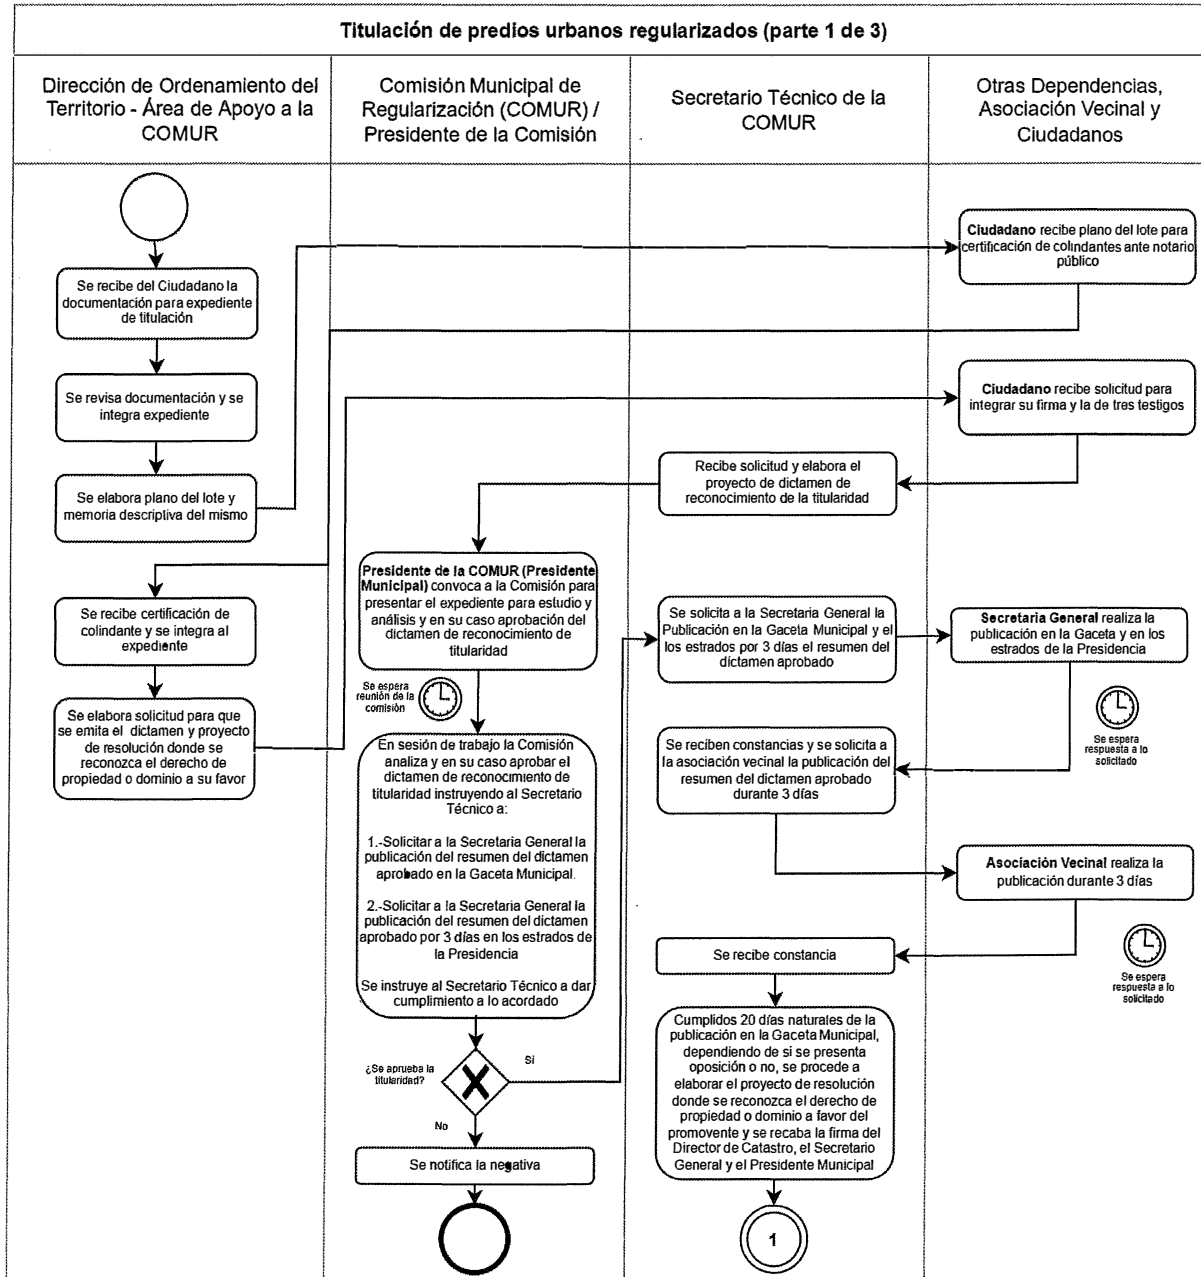 Titulación de predios urbanos regularizados (parte 1 de 3)
Dirección de Ordenamiento del
Territorio - Área de Apoyo a la
COMUR
Comisión Municipal de
Regularización (COMUR) /
Presidente de la Comisión
Secretario Técnico de la
COMUR
Otras Dependencias,
Asociación Vecinal y
Ciudadanos
Se recibe del Ciudadano la
documentación para expediente
de titulación
Se revisa documentación y se
integra expediente
Se elabora plano del lote y
memoria descriptiva del mismo
Ciudadano recibe plano del lote para
certificación de colindantes ante notario
público
Se recibe certificación de
colindante y se integra al
expediente
Se elabora solicitud para que
se emita el dictamen y proyecto
de resolución donde se
reconozca el derecho de
propiedad o dominio a su favor
Ciudadano recibe solicitud para
integrar su firma y la de tres testigos
Recibe solicitud y elabora el
proyecto de dictamen de
reconocimiento de la titularidad
Presidente de la COMUR (Presidente
Municipal) convoca a la Comisión para
presentar el expediente para estudio y
análisis y en su caso aprobación del
dictamen de reconocimiento de
titularidad
Se espera
reunión de la
comisión
En sesión de trabajo la Comisión
analiza y en su caso aprobar el
dictamen de reconocimiento de
titularidad instruyendo al Secretario
Técnico a:
1.-Solicitar a la Secretaria General la
publicación del resumen del dictamen
aprobado en la Gaceta Municipal.
2.-Solicitar a la Secretaria General la
publicación del resumen del dictamen
aprobado por 3 días en los estrados de
la Presidencia
Se instruye al Secretario Técnico a dar
cumplimiento a lo acordado
¿Se aprueba la
titularidad?
Sí
No
Se notifica la negativa
Se solicita a la Secretaria General la
Publicación en la Gaceta Municipal y el
los estrados por 3 días el resumen del
dictamen aprobado
Secretaria General realiza la
publicación en la Gaceta y en los
estrados de la Presidencia
Se espera
respuesta a lo
solicitado
Se reciben constancias y se solicita a
la asociación vecinal la publicación del
resumen del dictamen aprobado
durante 3 días
Asociación Vecinal realiza la
publicación durante 3 días
Se espera
respuesta a lo
solicitado
Se recibe constancia
Cumplidos 20 días naturales de la
publicación en la Gaceta Municipal,
dependiendo de si se presenta
oposición o no, se procede a
elaborar el proyecto de resolución
donde se reconozca el derecho de
propiedad o dominio a favor del
promovente y se recaba la firma del
Director de Catastro, el Secretario
General y el Presidente Municipal
1